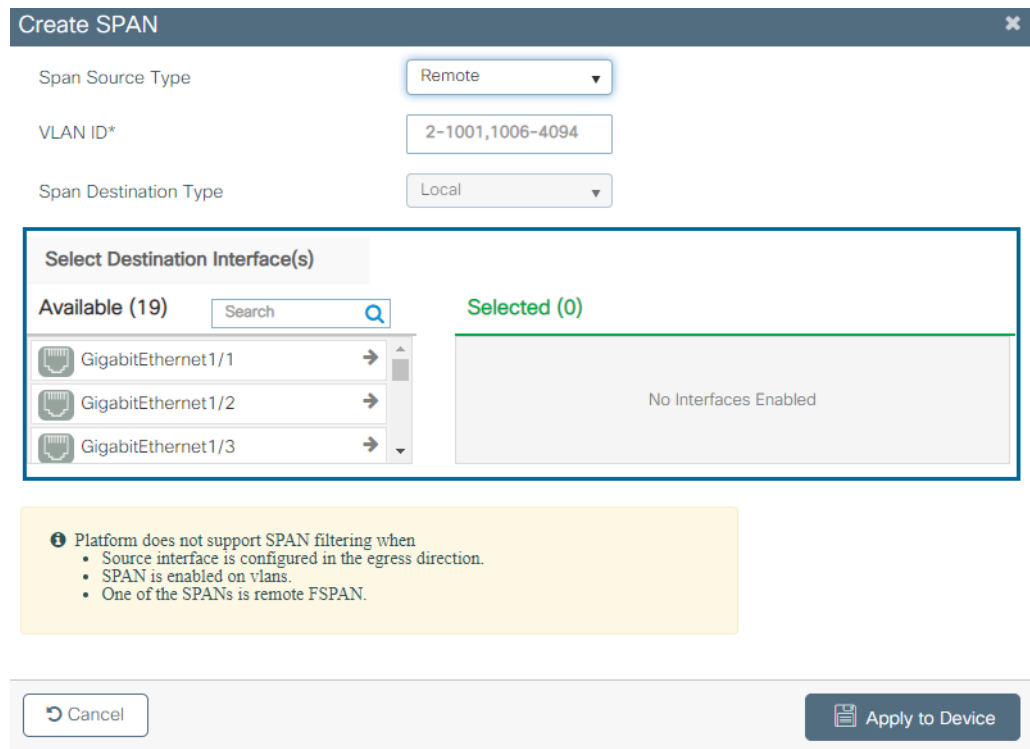 Create SPAN
Span Source Type
Remote
VLAN ID*
2-1001,1006-4094
Span Destination Type
Local
Select Destination Interface(s)
Available (19)
Search
Selected (0)
GigabitEthernet1/1
GigabitEthernet1/2
GigabitEthernet1/3
No Interfaces Enabled
Platform does not support SPAN filtering when
• Source interface is configured in the egress direction.
• SPAN is enabled on vlans.
• One of the SPANs is remote FSPAN.
Cancel
Apply to Device